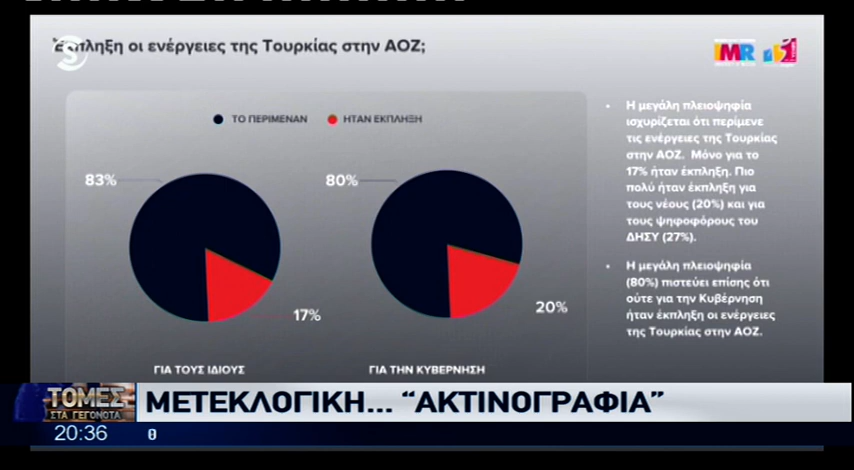 Έκπληξη οι ενέργειες της Τουρκίας στην ΑΟΖ;
IMR
ΤΟ ΠΕΡΙΜΕΝΑΝ
ΗΤΑΝ ΕΚΠΛΗΞΗ
83%
17%
ΓΙΑ ΤΟΥΣ ΙΔΙΟΥΣ
80%
20%
ΓΙΑ ΤΗΝ ΚΥΒΕΡΝΗΣΗ
• Η μεγάλη πλειοψηφία
ισχυρίζεται ότι περίμενε
τις ενέργειες της Τουρκίας
στην ΑΟΖ. Μόνο για το
17% ήταν έκπληξη. Πιο
πολύ ήταν έκπληξη για
τους νέους (20%) και για
τους ψηφοφόρους του
ΔΗΣΥ (27%).
• Η μεγάλη πλειοψηφία
(80%) πιστεύει επίσης ότι
ούτε για την Κυβέρνηση
ήταν έκπληξη οι ενέργειες
της Τουρκίας στην ΑΟΖ.
ΤΟΜΕΣ
ΣΤΑ ΓΕΓΟΝΟΤΑ
ΜΕΤΕΚΛΟΓΙΚΗ... “ΑΚΤΙΝΟΓΡΑΦΙΑ”
20:36
θ